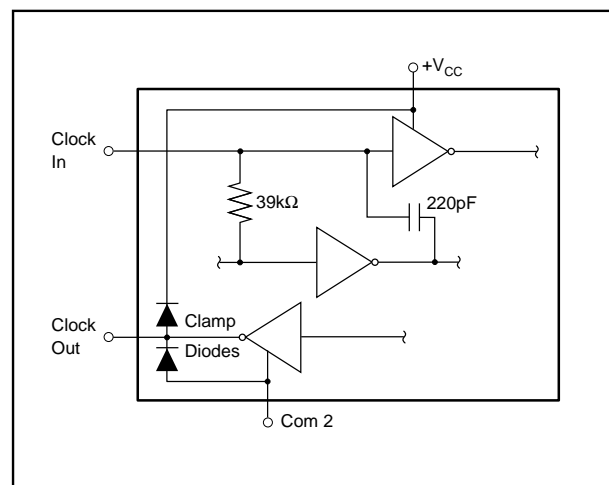 +VCC
Clock
In
39kΩ
220pF
Clock
Out
Clamp
Diodes
Com 2